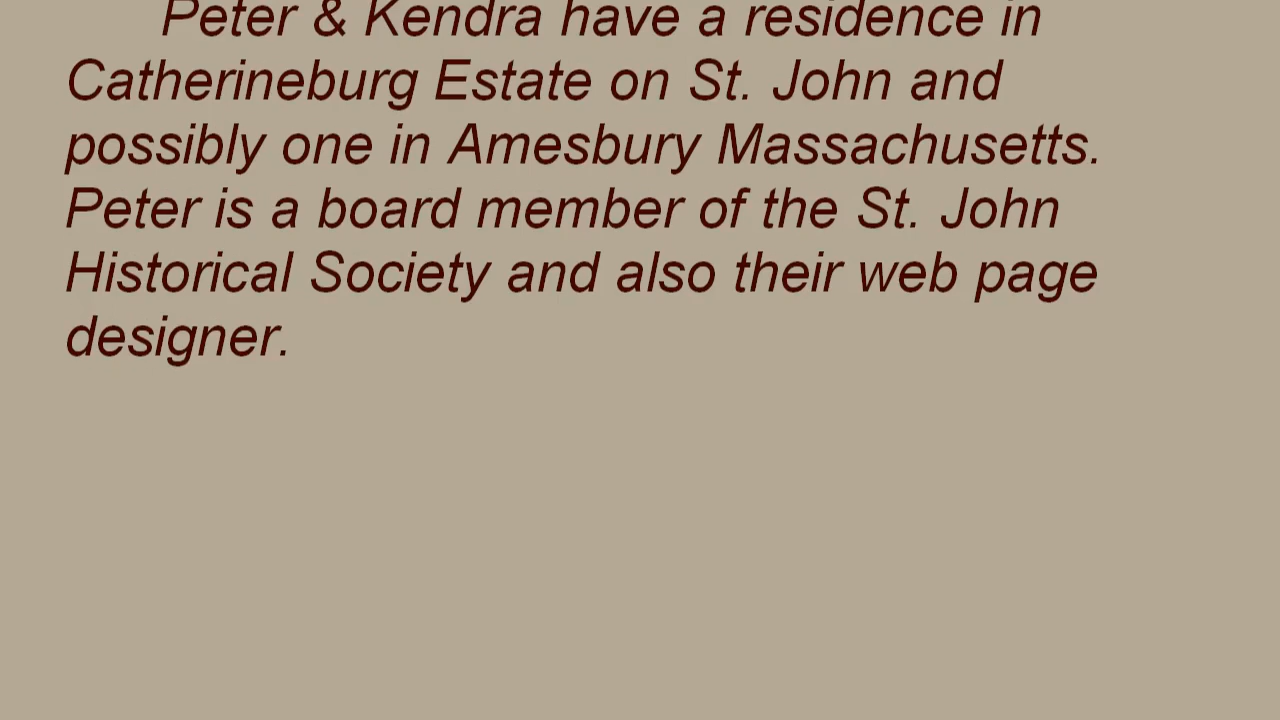 Peter & Kendra have a residence in
Catherineburg Estate on St. John and
possibly one in Amesbury Massachusetts.
Peter is a board member of the St. John
Historical Society and also their web page
designer.